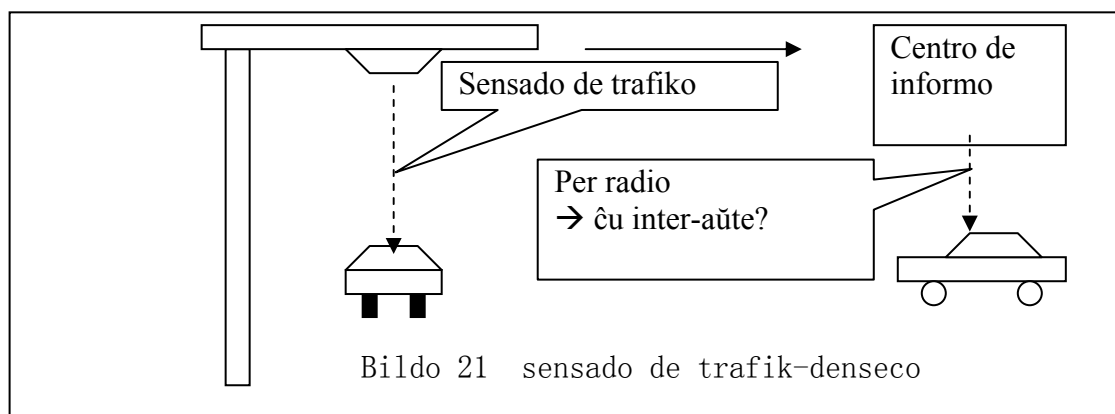 Sensado de trafiko
Centro de
informo
Per radio
→ ĉu inter-aŭte?
Bildo 21 sensado de trafik-denseco